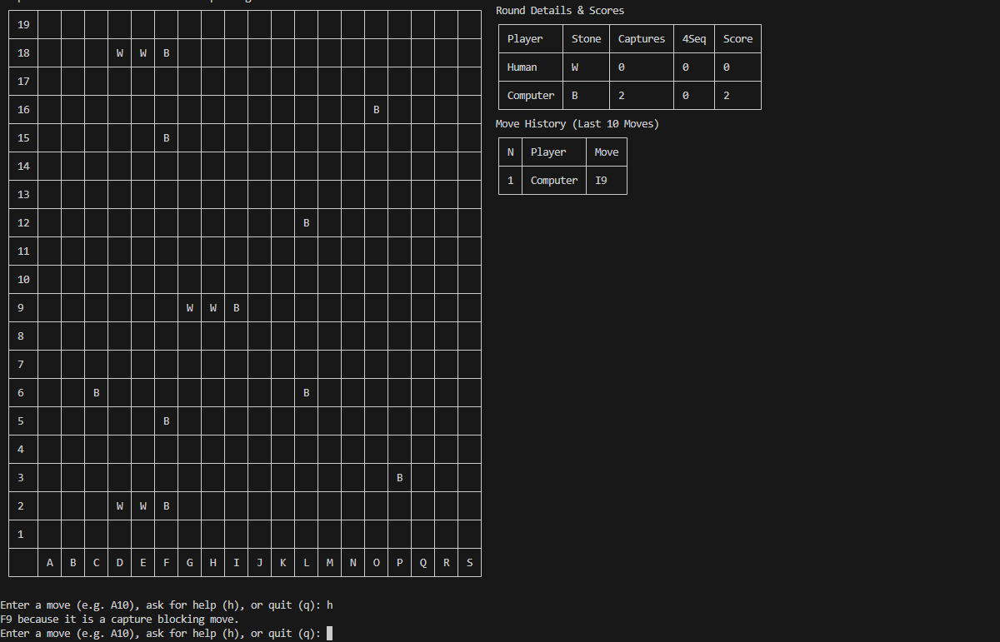 Round Details & Scores
Player Stone Captures 4Seq Score
Human W 0 0 0
Computer B 2 0 2
Move History (Last 10 Moves)
N Player Move
1 Computer I9
19
18 W W B
17
16 B
15 B
14
13
12 B
11
10
9 W W B
8
7
6 B B
5 B
4
3 B
2 W W B
1
A B C D E F G H I J K L M N O P Q R S
Enter a move (e.g. A10), ask for help (h), or quit (q): h
F9 because it is a capture blocking move.
Enter a move (e.g. A10), ask for help (h), or quit (q):